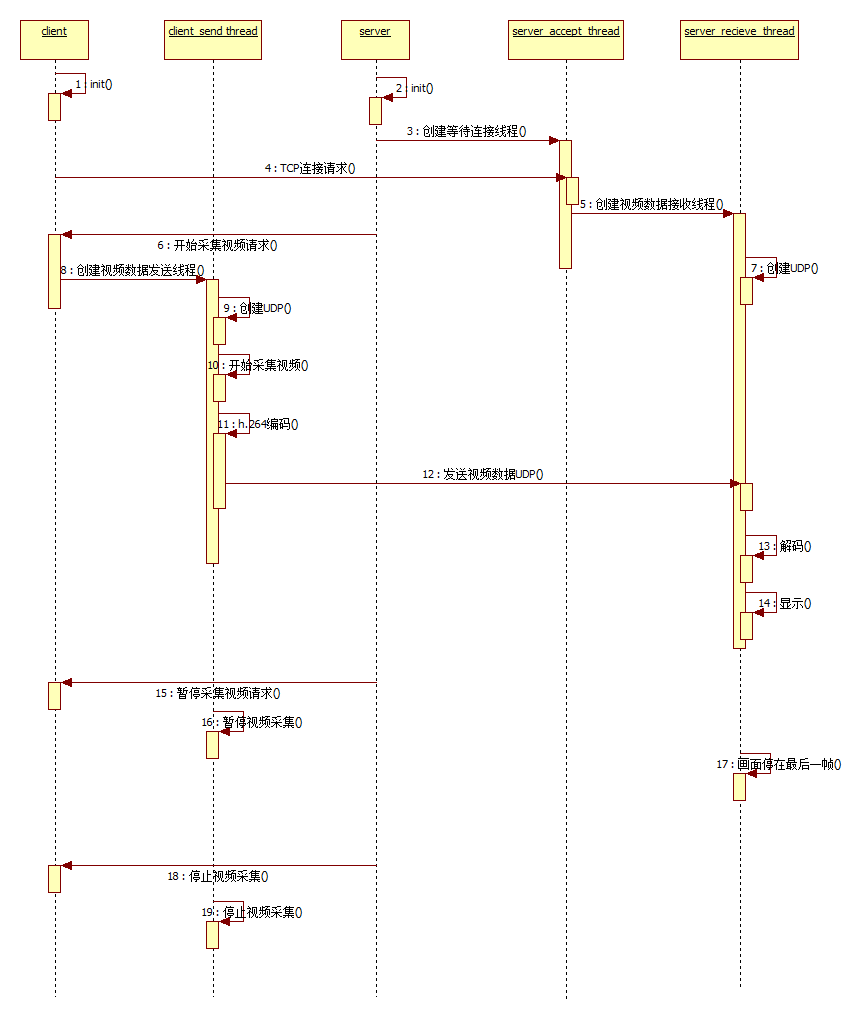 client
client_send thread
server
server_accept_thread
server_recieve_thread
1 : init()
2 : init()
3 : 创建等待连接线程()
4 : TCP连接请求()
5 : 创建视频数据接收线程()
6 : 开始采集视频请求()
7 : 创建UDP()
8 : 创建视频数据发送线程()
9 : 创建UDP()
10 : 开始采集视频()
11 : h.264编码()
12 : 发送视频数据UDP()
13 : 解码()
14 : 显示()
15 : 暂停采集视频请求()
16 : 暂停视频采集()
17 : 画面停在最后一帧()
18 : 停止视频采集()
19 : 停止视频采集()